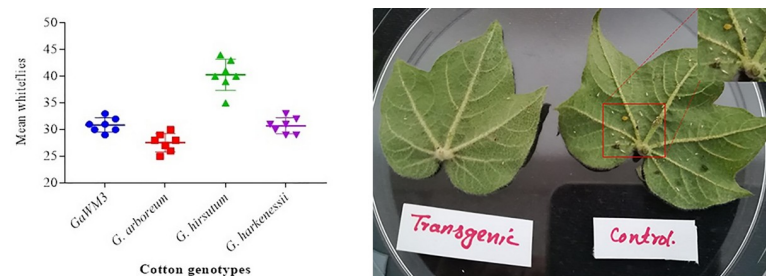 50
45
40
35
30
25
20
Mean whiteflies
GaWM3
G. arboreum
G. hirsutum
G. harkenessii
Cotton genotypes
Transgenic
Control.